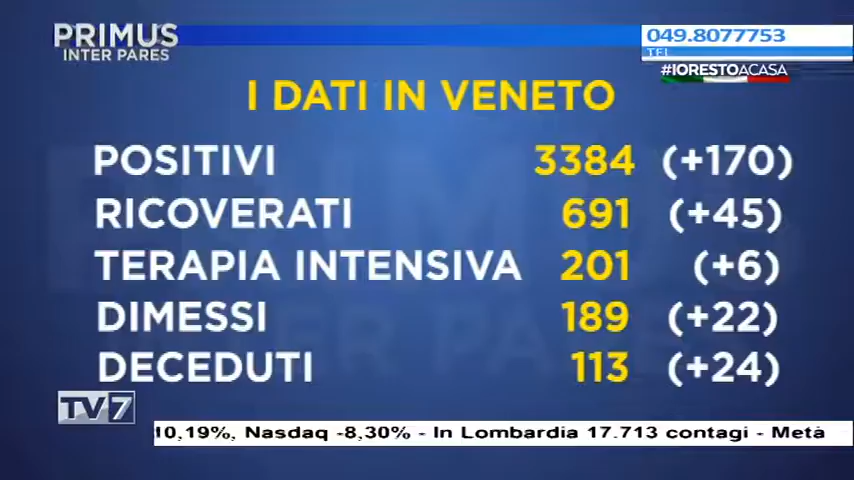 PRIMUS
INTER PARES
049.8077753
TEL
#IORESTOACASA
I DATI IN VENETO
POSITIVI 3384 (+170)
RICOVERATI 691 (+45)
TERAPIA INTENSIVA 201 (+6)
DIMESSI 189 (+22)
DECEDUTI 113 (+24)
TV7
10,19%, Nasdaq -8,30% - In Lombardia 17.713 contagi - Metà